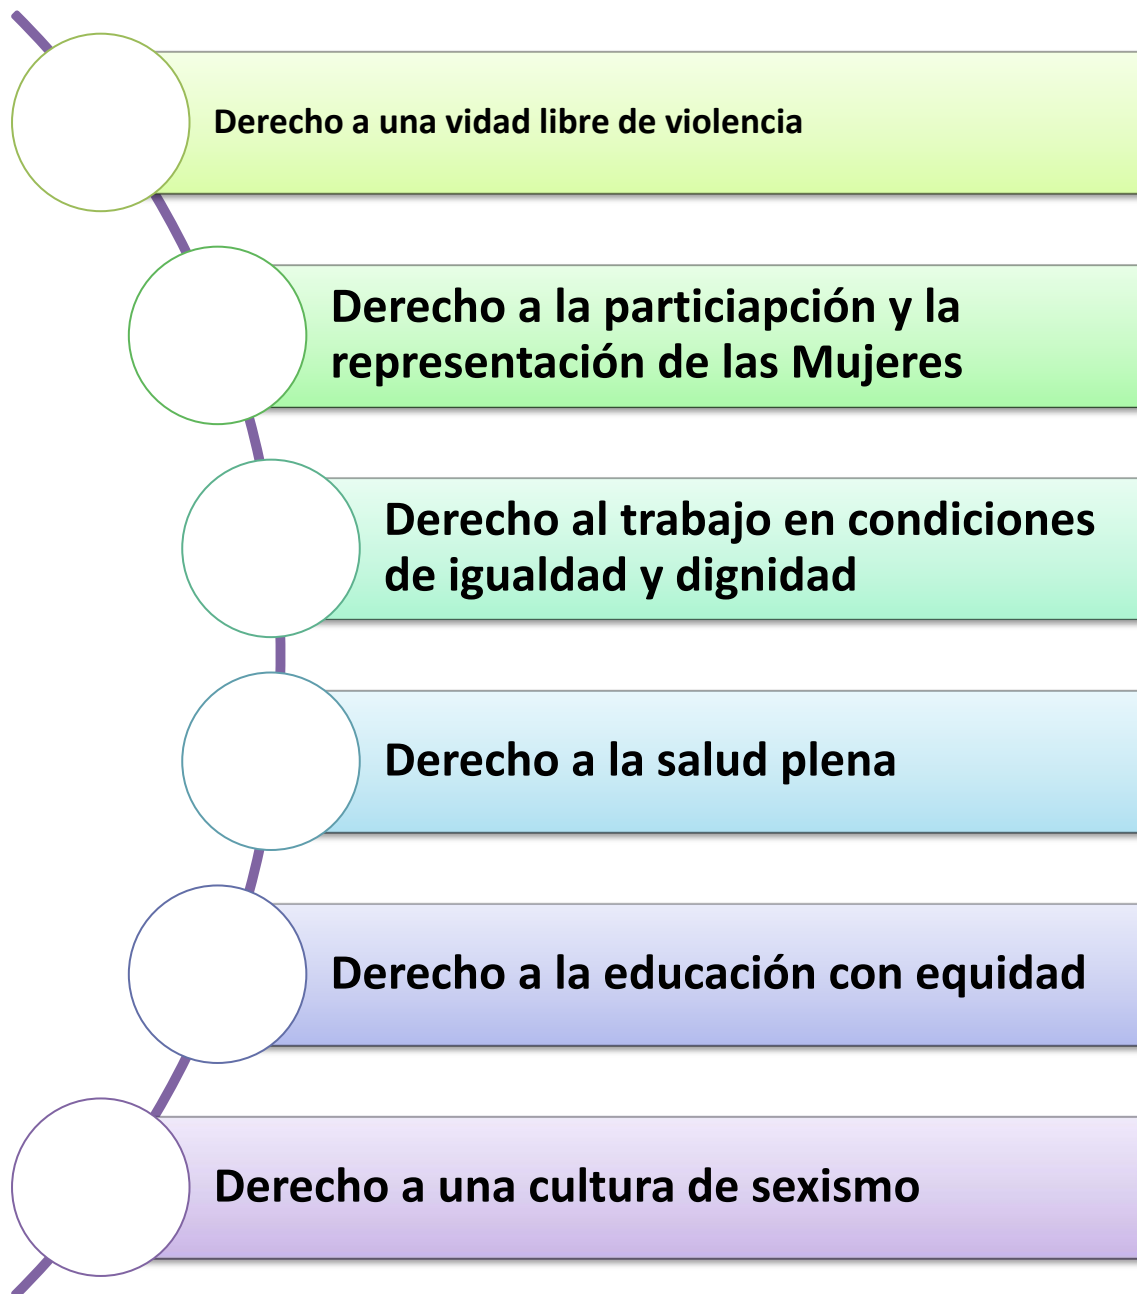 Derecho a una vidad libre de violencia
Derecho a la particiapción y la
representación de las Mujeres
Derecho al trabajo en condiciones
de igualdad y dignidad
Derecho a la salud plena
Derecho a la educación con equidad
Derecho a una cultura de sexismo